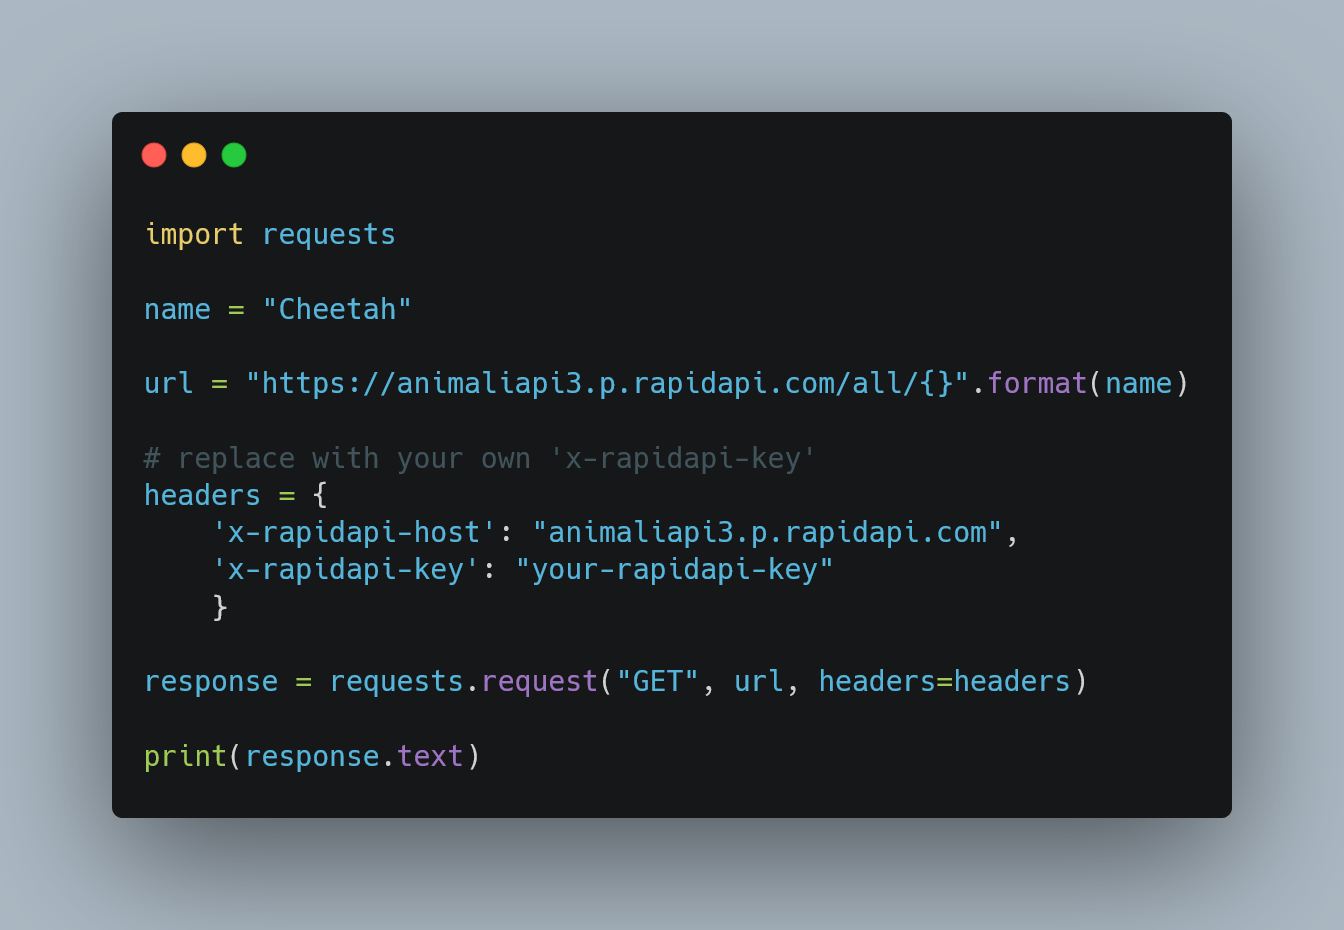 import requests
name = "Cheetah"
url = "https://animaliapi3.p.rapidapi.com/all/{}".format(name)
# replace with your own 'x-rapidapi-key'
headers = {
    'x-rapidapi-host': "animaliapi3.p.rapidapi.com",
    'x-rapidapi-key': "your-rapidapi-key"
    }
response = requests.request("GET", url, headers=headers)
print(response.text)